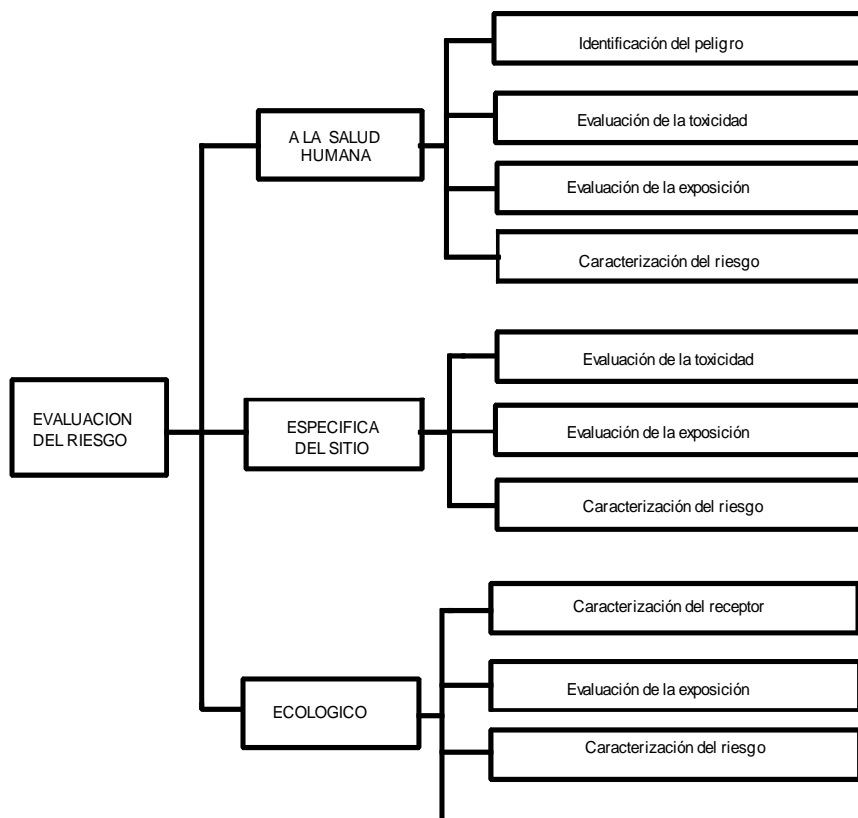 Identificación del peligro
Evaluación de la toxicidad
A LA SALUD
HUMANA
Evaluación de la exposición
Caracterización del riesgo
Evaluación de la toxicidad
EVALUACION
DEL RIESGO
ESPECIFICA
DEL SITIO
Evaluación de la exposición
Caracterización del riesgo
Caracterización del receptor
Evaluación de la exposición
ECOLOGICO
Caracterización del riesgo